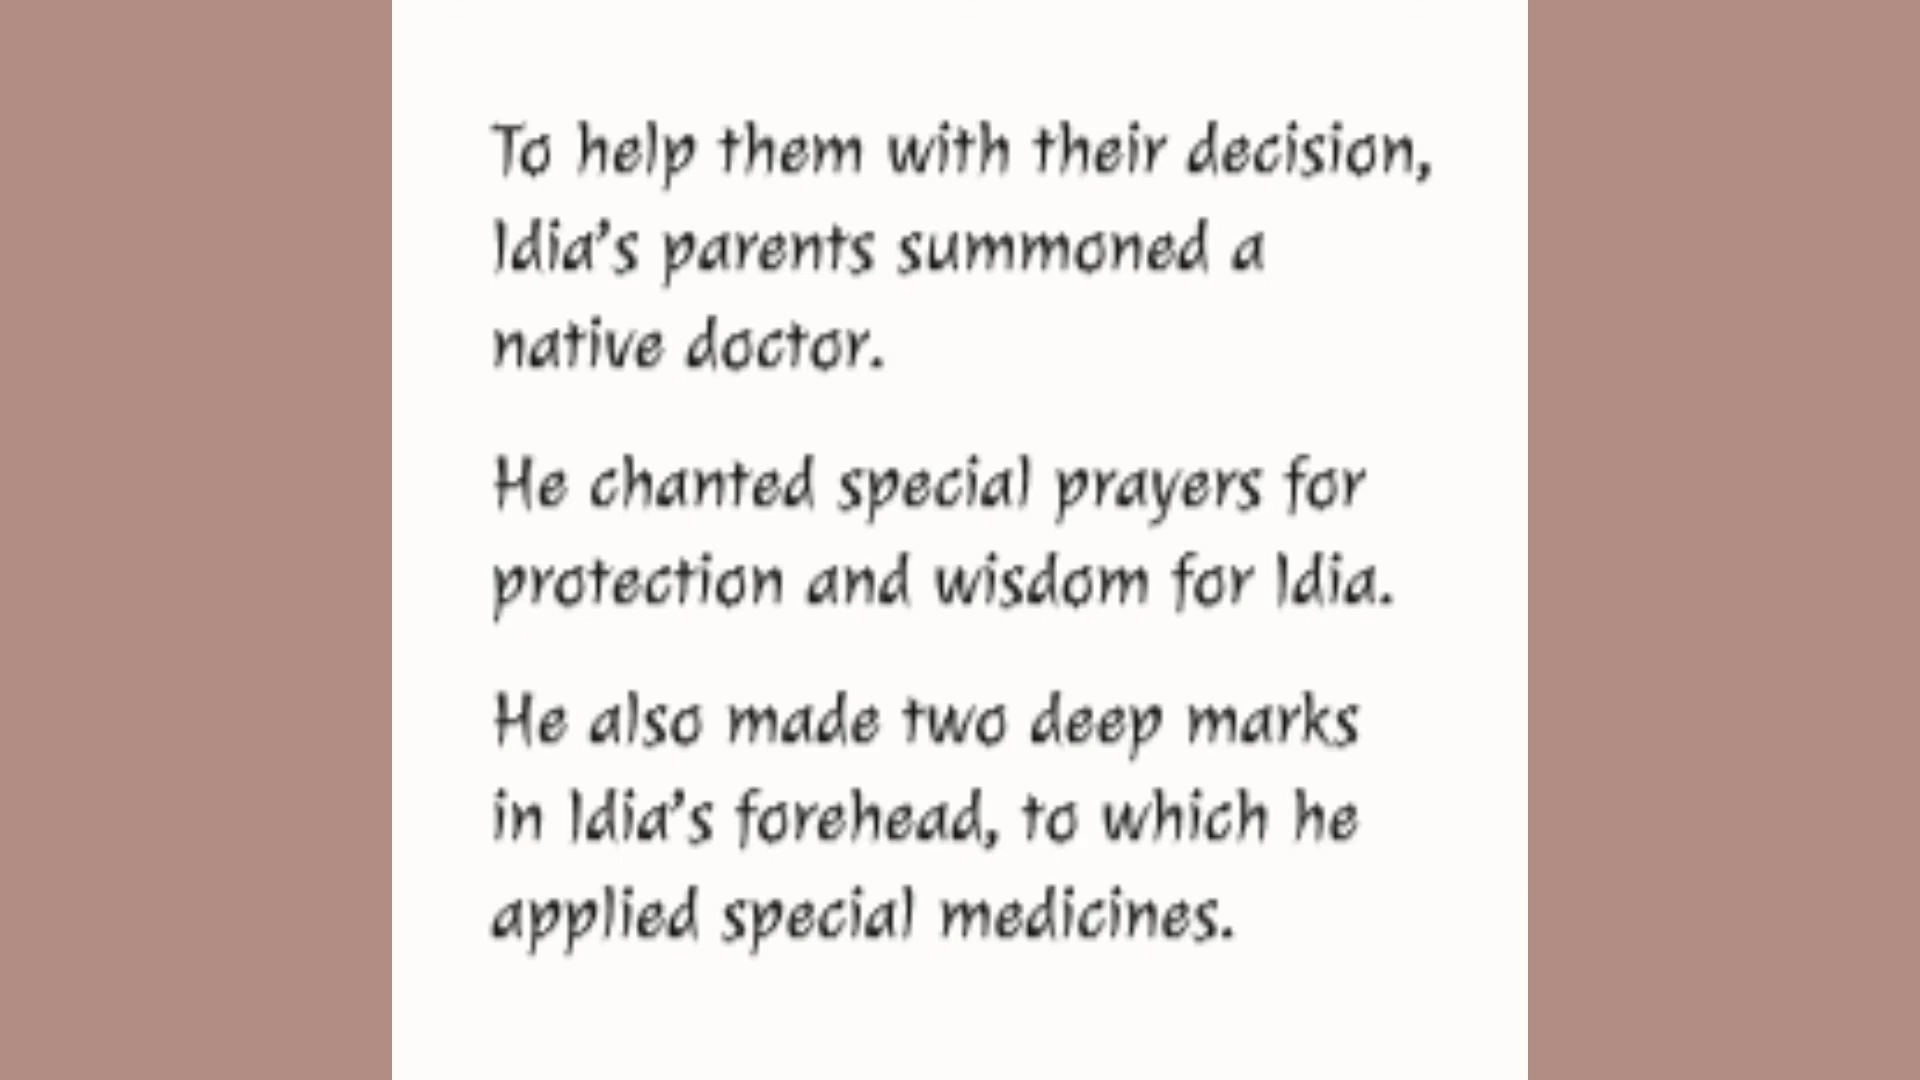 To help them with their decision,
Idia’s parents summoned a
native doctor.
He chanted special prayers for
protection and wisdom for Idia.
He also made two deep marks
in Idia’s forehead, to which he
applied special medicines.